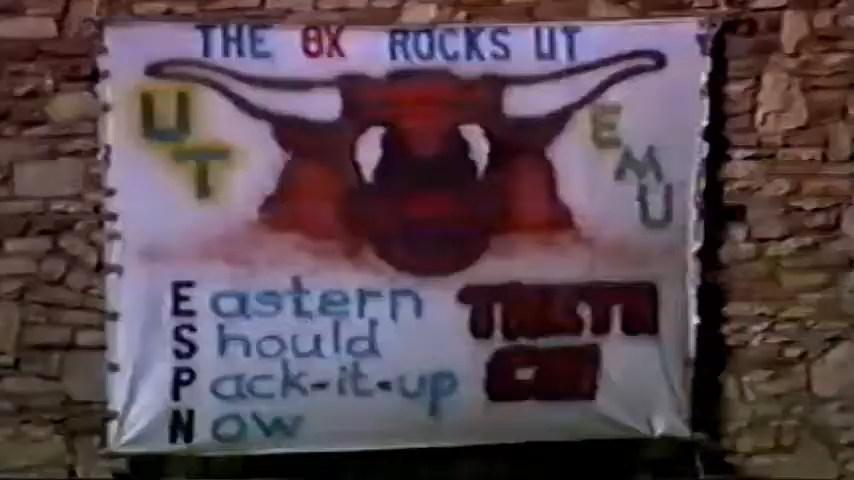 THE OX ROCKS UT
UT
EMU
Eastern
Should
Pack-it-up
Now